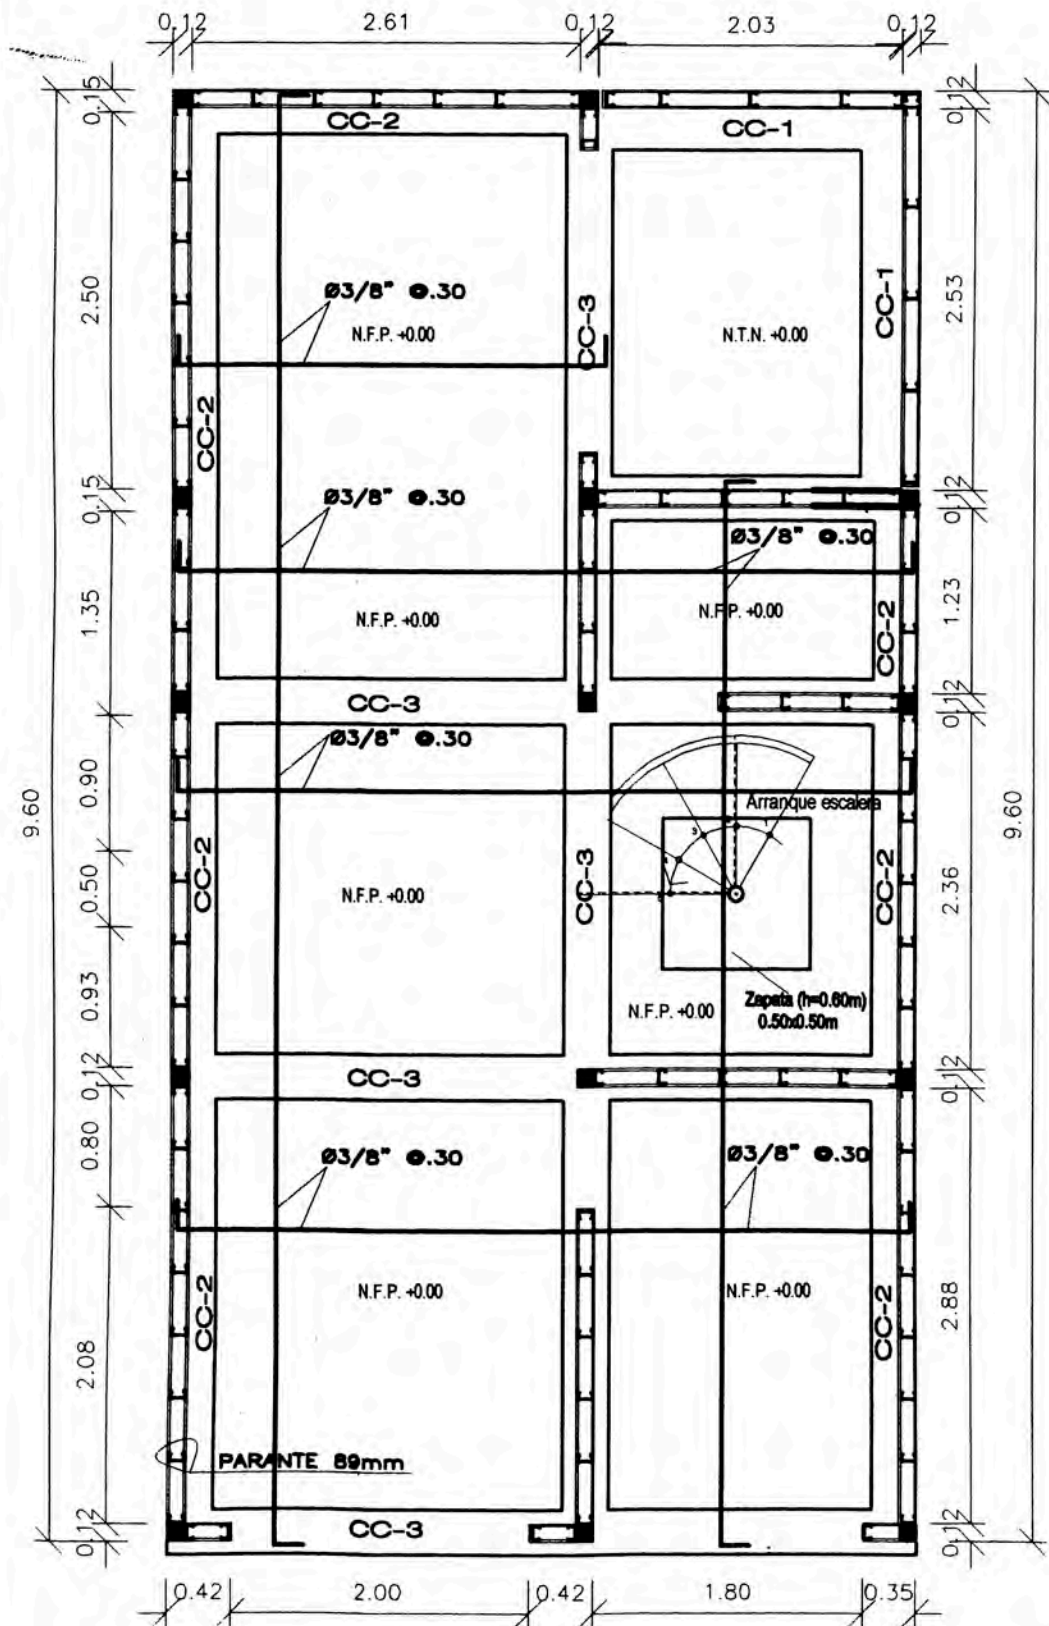 0.12
2.61
0.12
2.03
0.12
0.15
0.12
CC-2
CC-1
2.50
Ø3/8" @.30
N.F.P. +0.00
CC-3
N.T.N. +0.00
CC-1
2.53
CC-2
0.15
Ø3/8" @.30
0.12
Ø3/8" @.30
1.35
N.F.P. +0.00
N.F.P. +0.00
CC-2
1.23
CC-3
0.12
Ø3/8" @.30
0.90
Arranque escalera
9.60
9.60
CC-2
0.50
N.F.P. +0.00
CC-3
CC-2
2.36
0.93
N.F.P. +0.00
Zapata (h=0.60m)
0.50x0.50m
0.12
CC-3
0.12
0.80
Ø3/8" @.30
Ø3/8" @.30
N.F.P. +0.00
N.F.P. +0.00
CC-2
CC-2
2.88
2.08
PARANTE 89mm
0.12
CC-3
0.12
0.42
2.00
0.42
1.80
0.35